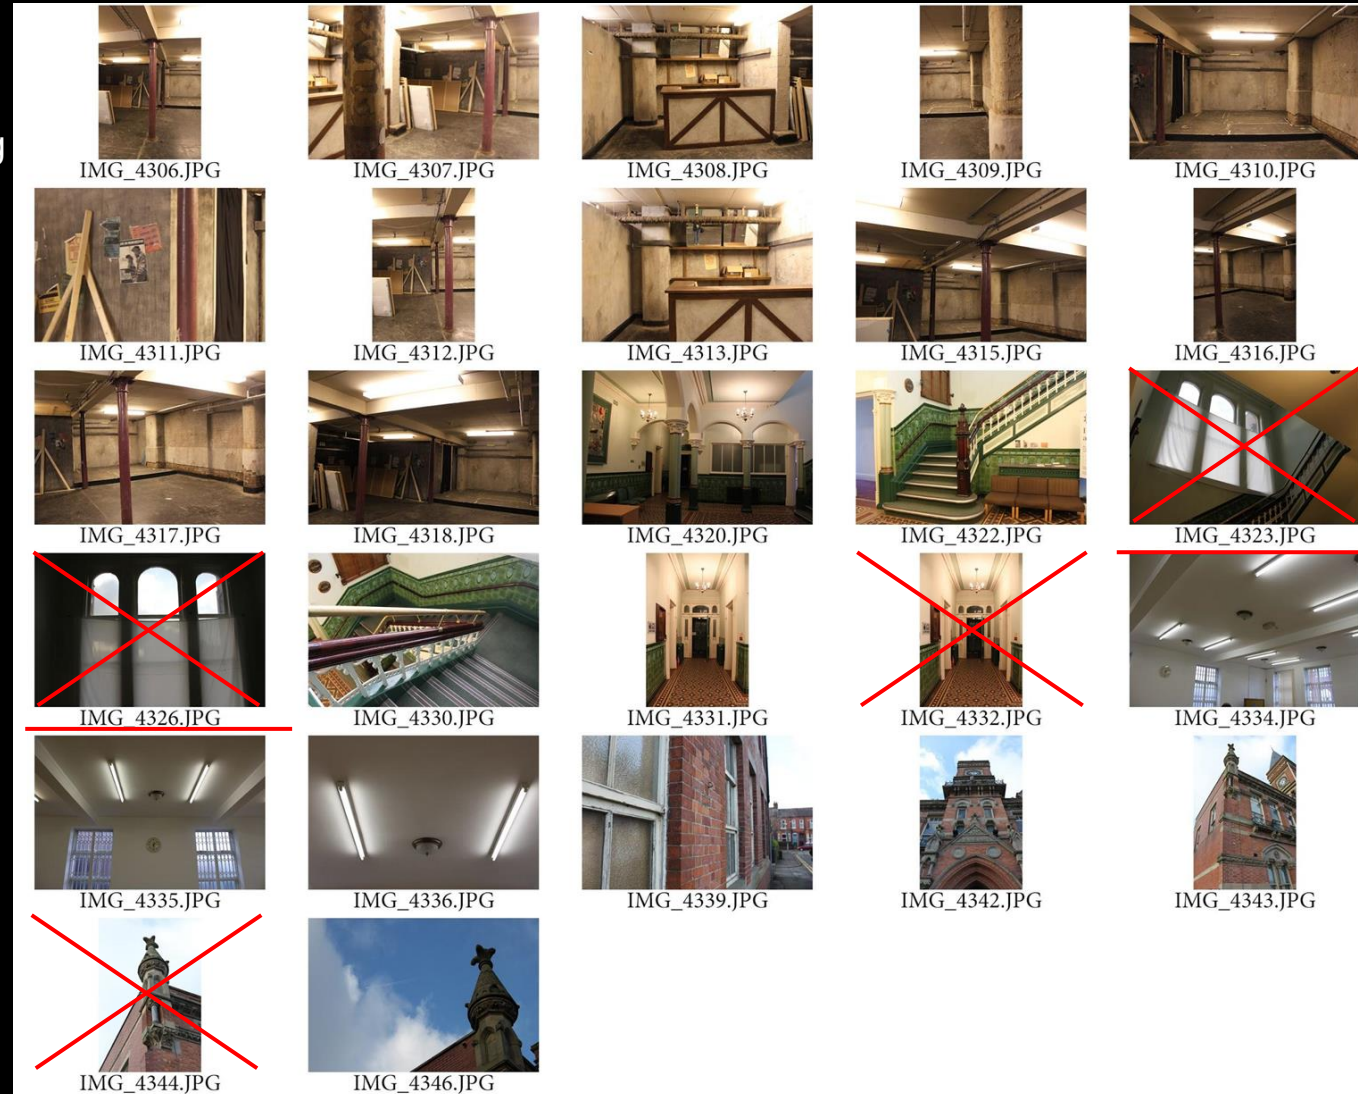 IMG_4306.JPG IMG_4307.JPG IMG_4308.JPG IMG_4309.JPG IMG_4310.JPG
IMG_4311.JPG IMG_4312.JPG IMG_4313.JPG IMG_4315.JPG IMG_4316.JPG
IMG_4317.JPG IMG_4318.JPG IMG_4320.JPG IMG_4322.JPG IMG_4323.JPG
IMG_4326.JPG IMG_4330.JPG IMG_4331.JPG IMG_4332.JPG IMG_4334.JPG
IMG_4335.JPG IMG_4336.JPG IMG_4339.JPG IMG_4342.JPG IMG_4343.JPG
IMG_4344.JPG IMG_4346.JPG